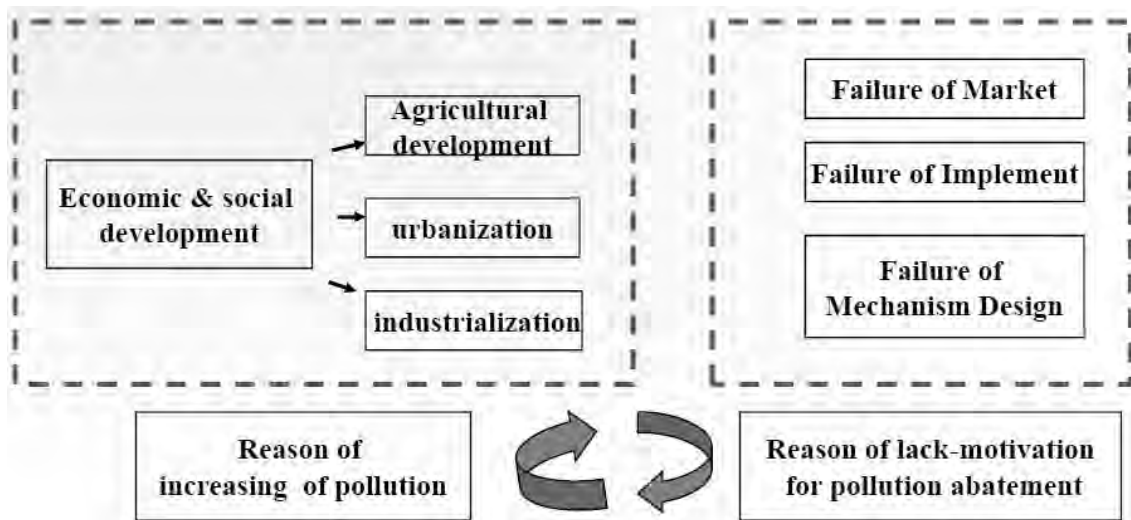 Economic & social
development
Agricultural
development
urbanization
industrialization
Failure of Market
Failure of Implement
Failure of
Mechanism Design
Reason of
increasing of pollution
Reason of lack-motivation
for pollution abatement